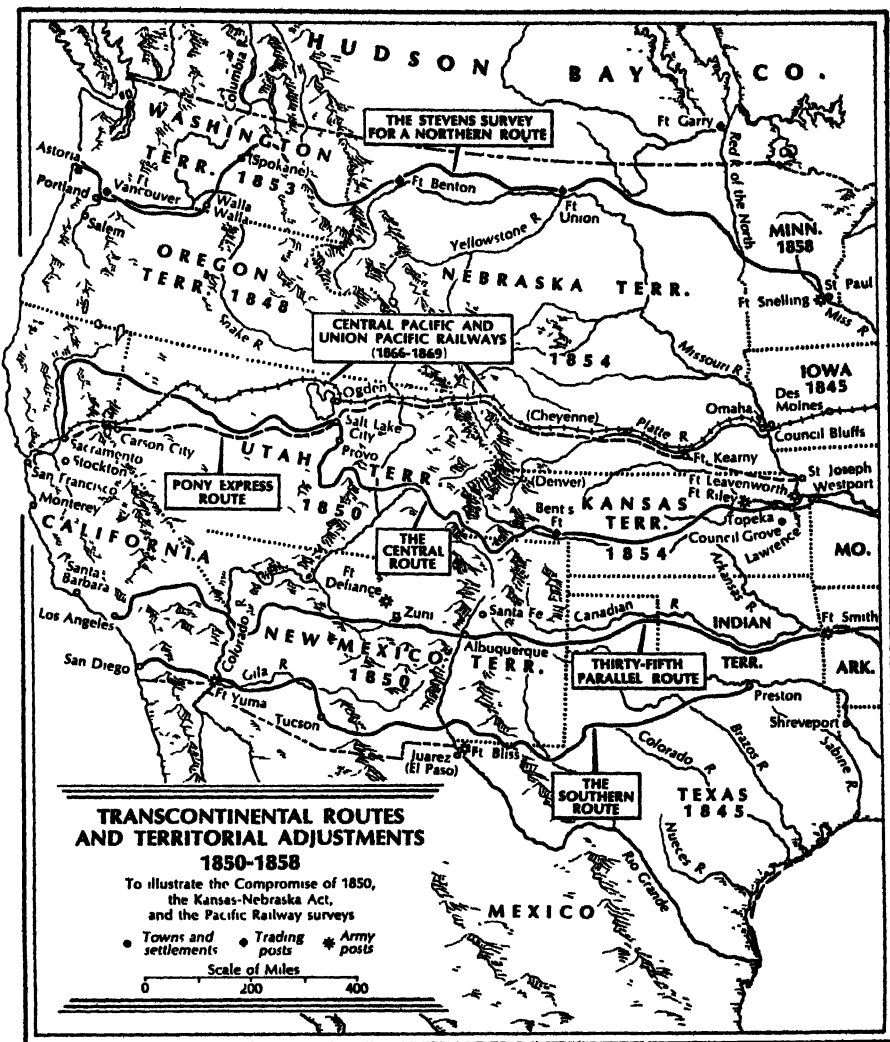 HUDSON BAY CO.
Columbia R
THE STEVENS SURVEY
FOR A NORTHERN ROUTE
Ft Garry
Red R of the North
WASHINGTON
TERR.
1853
(Spokane)
Astoria
Portland
Ft
Vancouver
Walla
Walla
Salem
Ft Benton
Ft
Union
Yellowstone R
MINN.
1858
OREGON
TERR.
1848
Snake R
NEBRASKA TERR.
1854
St Paul
Ft Snelling
Miss R
CENTRAL PACIFIC AND
UNION PACIFIC RAILWAYS
(1866-1869)
Missouri R
IOWA
1845
Des
Moines
Ogden
(Cheyenne)
Omaha
Platte R
Council Bluffs
Carson City
Salt Lake
City
Provo
UTAH TERR
1850
Ft. Kearny
Sacramento
Stockton
San Francisco
Monterey
PONY EXPRESS
ROUTE
(Denver)
St Joseph
Ft Leavenworth
Westport
Ft Riley
Bent's
Ft
KANSAS
TERR.
1854
Topeka
Council Grove
Lawrence
CALIFORNIA
THE
CENTRAL
ROUTE
MO.
Santa
Barbara
Ft
Defiance
Arkansas R
Los Angeles
Colorado R
Zuni
Santa Fe
Canadian R
INDIAN
TERR.
Ft Smith
NEW MEXICO
TERR.
1850
Albuquerque
THIRTY-FIFTH
PARALLEL ROUTE
ARK.
San Diego
Gila R
Ft Yuma
Tucson
Preston
Shreveport
Juarez
(El Paso)
Ft Bliss
Colorado R
Brazos R
Sabine R
THE
SOUTHERN
ROUTE
TEXAS
1845
Nueces R
Rio Grande
MEXICO
TRANSCONTINENTAL ROUTES
AND TERRITORIAL ADJUSTMENTS
1850-1858
To illustrate the Compromise of 1850,
the Kansas-Nebraska Act,
and the Pacific Railway surveys
Towns and
settlements
Trading
posts
Army
posts
Scale of Miles
0 200 400